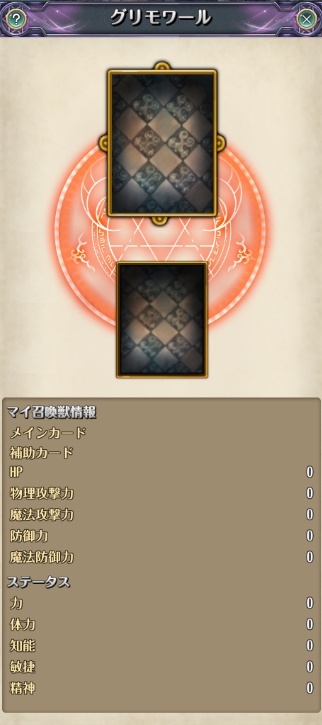 ?
グリモワール
マイ召喚獣情報
メインカード
補助カード
HP 0
物理攻撃力 0
魔法攻撃力 0
防御力 0
魔法防御力 0
ステータス
力 0
体力 0
知能 0
敏捷 0
精神 0